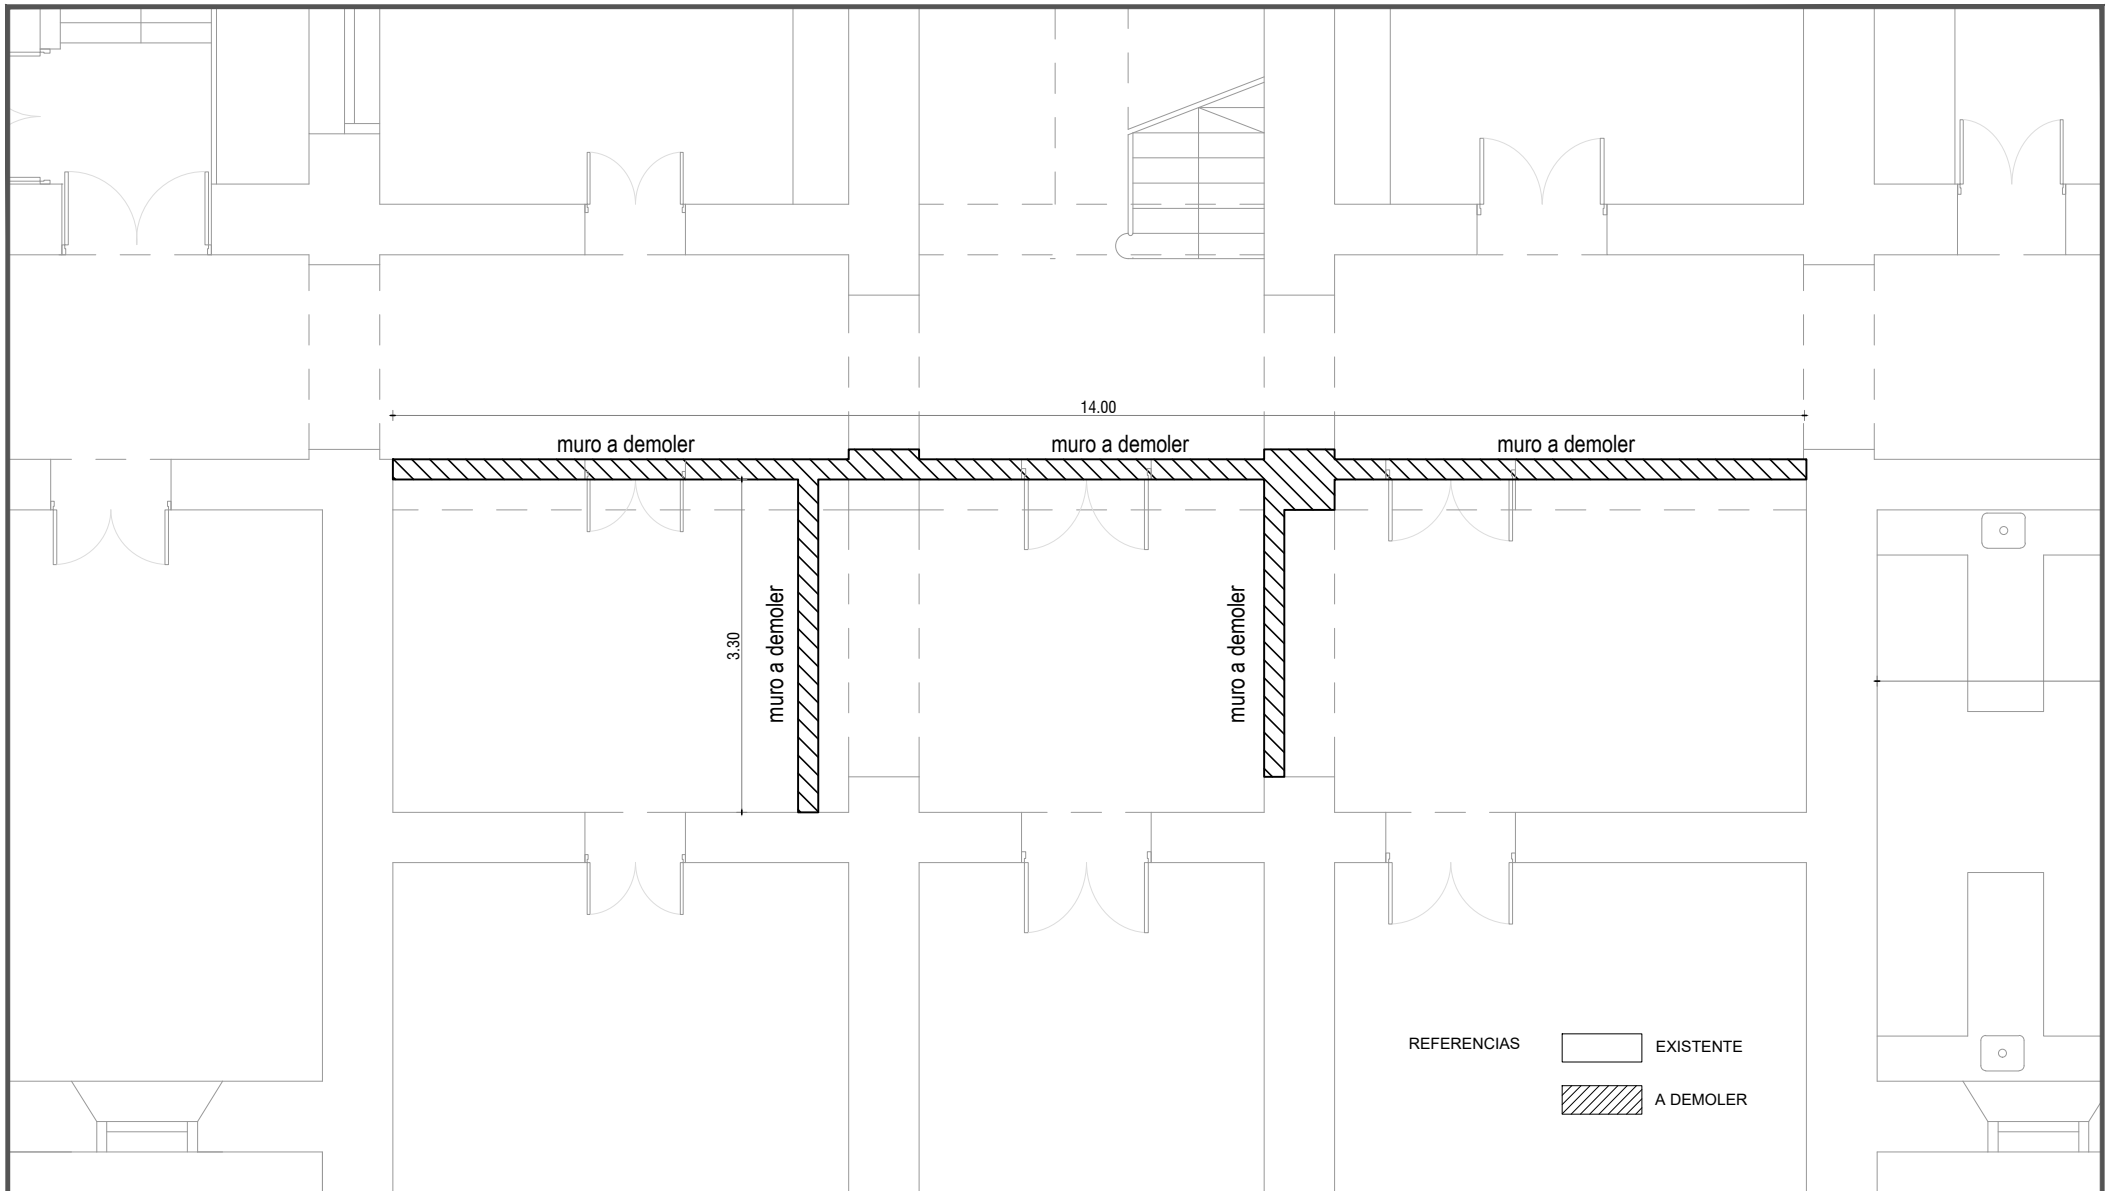 14.00
muro a demoler
muro a demoler
muro a demoler
3.30
muro a demoler
muro a demoler
REFERENCIAS
EXISTENTE
A DEMOLER